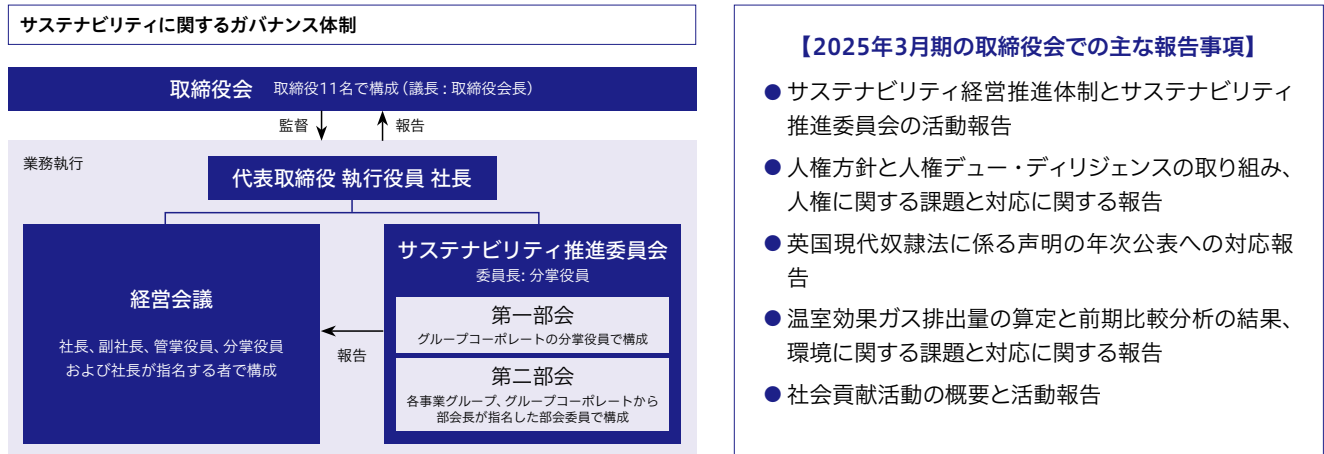 サステナビリティに関するガバナンス体制
取締役会 取締役11名で構成（議長：取締役会長）
監督 報告
業務執行
代表取締役 執行役員 社長
経営会議
社長、副社長、管掌役員、分掌役員
および社長が指名する者で構成
報告
サステナビリティ推進委員会
委員長: 分掌役員
第一部会
グループコーポレートの分掌役員で構成
第二部会
各事業グループ、グループコーポレートから
部会長が指名した部会委員で構成
【2025年3月期の取締役会での主な報告事項】
● サステナビリティ経営推進体制とサステナビリティ
推進委員会の活動報告
● 人権方針と人権デュー・ディリジェンスの取り組み、
人権に関する課題と対応に関する報告
● 英国現代奴隷法に係る声明の年次公表への対応報
告
● 温室効果ガス排出量の算定と前期比較分析の結果、
環境に関する課題と対応に関する報告
● 社会貢献活動の概要と活動報告